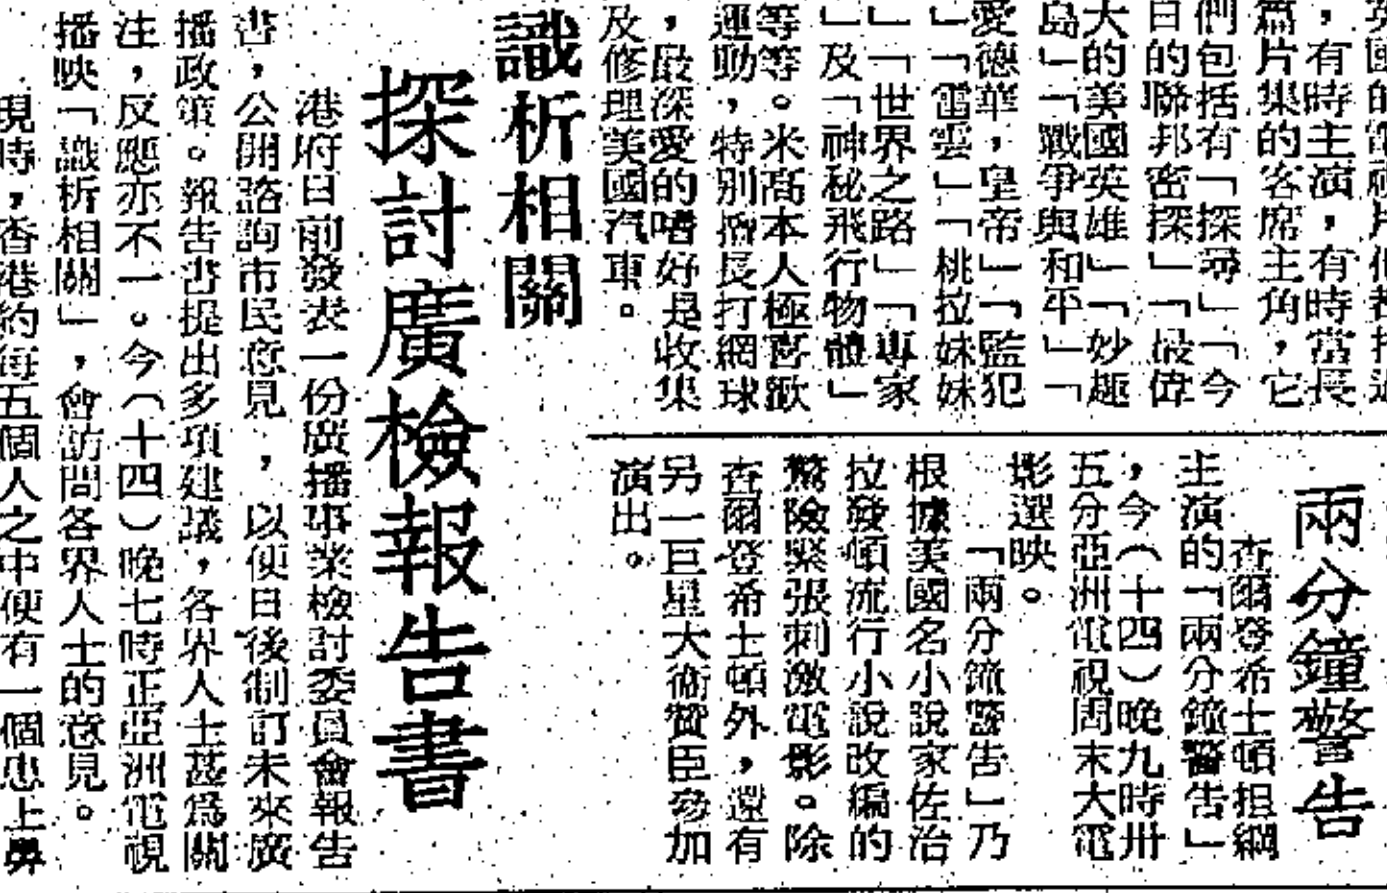 ，有時主演，有時當長
篇片集的客席主角，它
們包括有「探尋」「今
日的聯邦密探」「最偉
大的美國英雄」「妙趣
島」「戰爭與和平」「
愛德華，皇帝」「監犯
」「雷雲」「桃拉妹妹
」「世界之路」「專家
」及「神秘飛行物體」
等等。米高本人極喜歡
運動，特別擅長打網球
，最深愛的嗜好是收集
及修理美國汽車。
兩分鐘警告
查爾登希士頓担綱
主演的「兩分鐘警告」
，今（十四）晚九時卅
五分亞洲電視周末大電
影選映。
「兩分鐘警告」乃
根據美國名小說家佐治
拉發頓流行小說改編的
驚險緊張刺激電影。除
查爾登希士頓外，還有
另一巨星大衛贊臣參加
演出。
識析相關
探討廣檢報告書
港府日前發表一份廣播事業檢討委員會報告
書，公開諮詢市民意見，以便日後制訂未來廣
播政策。報告書提出多項建議，各界人士甚爲關
注，反應亦不一。今（十四）晚七時正亞洲電視
播映「識析相關」，會訪問各界人士的意見。
現時，香港約每五個人之中便有一個患上鼻